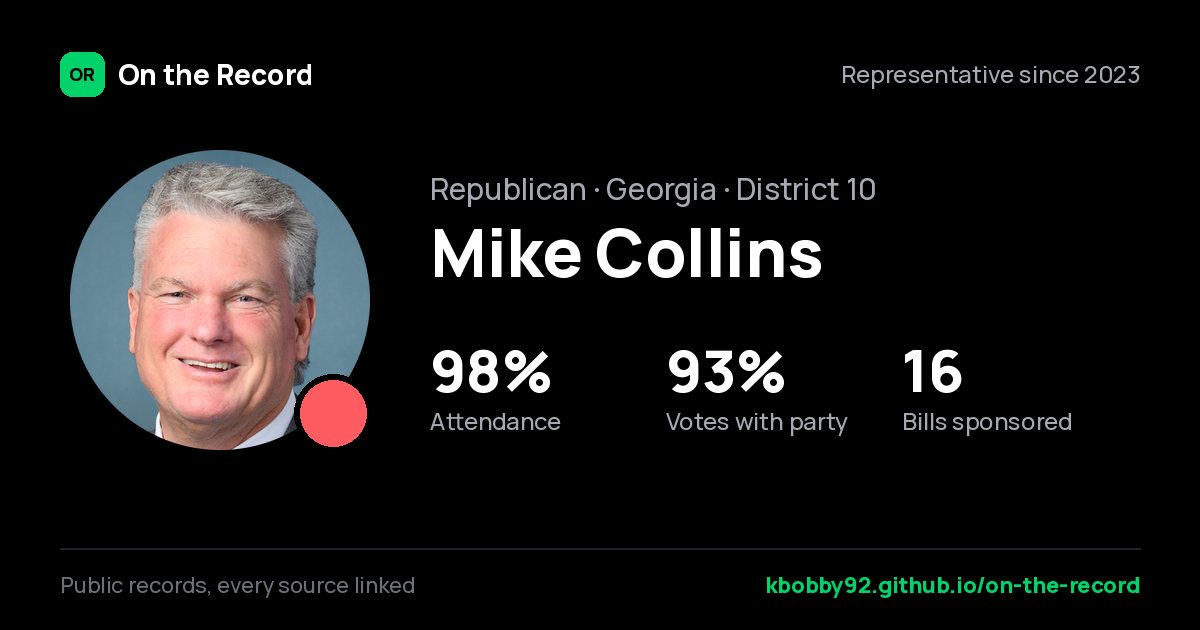 OR On the Record
Representative since 2023
Republican · Georgia · District 10
Mike Collins
98% 93% 16
Attendance Votes with party Bills sponsored
Public records, every source linked
kbobby92.github.io/on-the-record